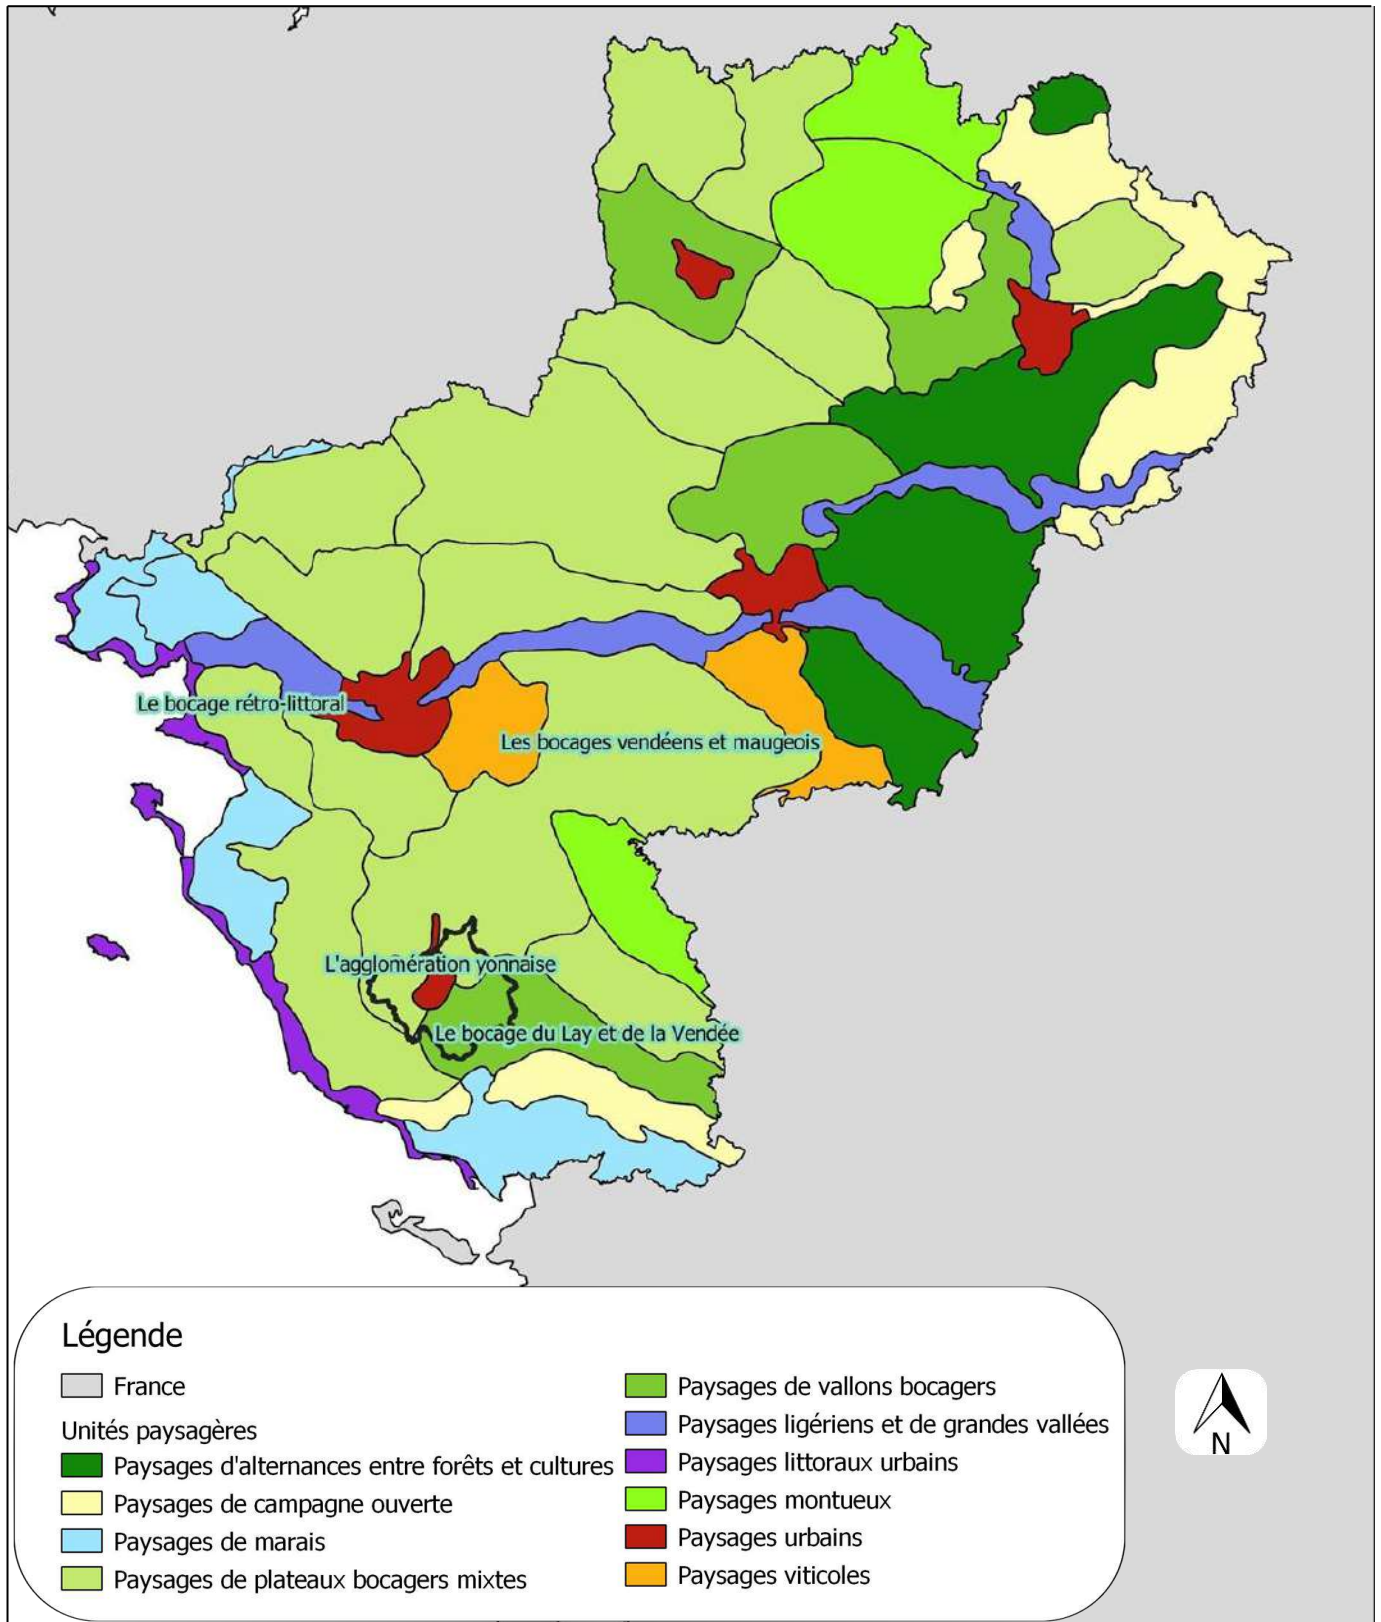 Le bocage rétro-littoral
Les bocages vendéens et maugeois
L'agglomération yonnaise
Le bocage du Lay et de la Vendée
Légende
France
Unités paysagères
Paysages d'alternances entre forêts et cultures
Paysages de campagne ouverte
Paysages de marais
Paysages de plateaux bocagers mixtes
Paysages de vallons bocagers
Paysages ligériens et de grandes vallées
Paysages littoraux urbains
Paysages montueux
Paysages urbains
Paysages viticoles
N